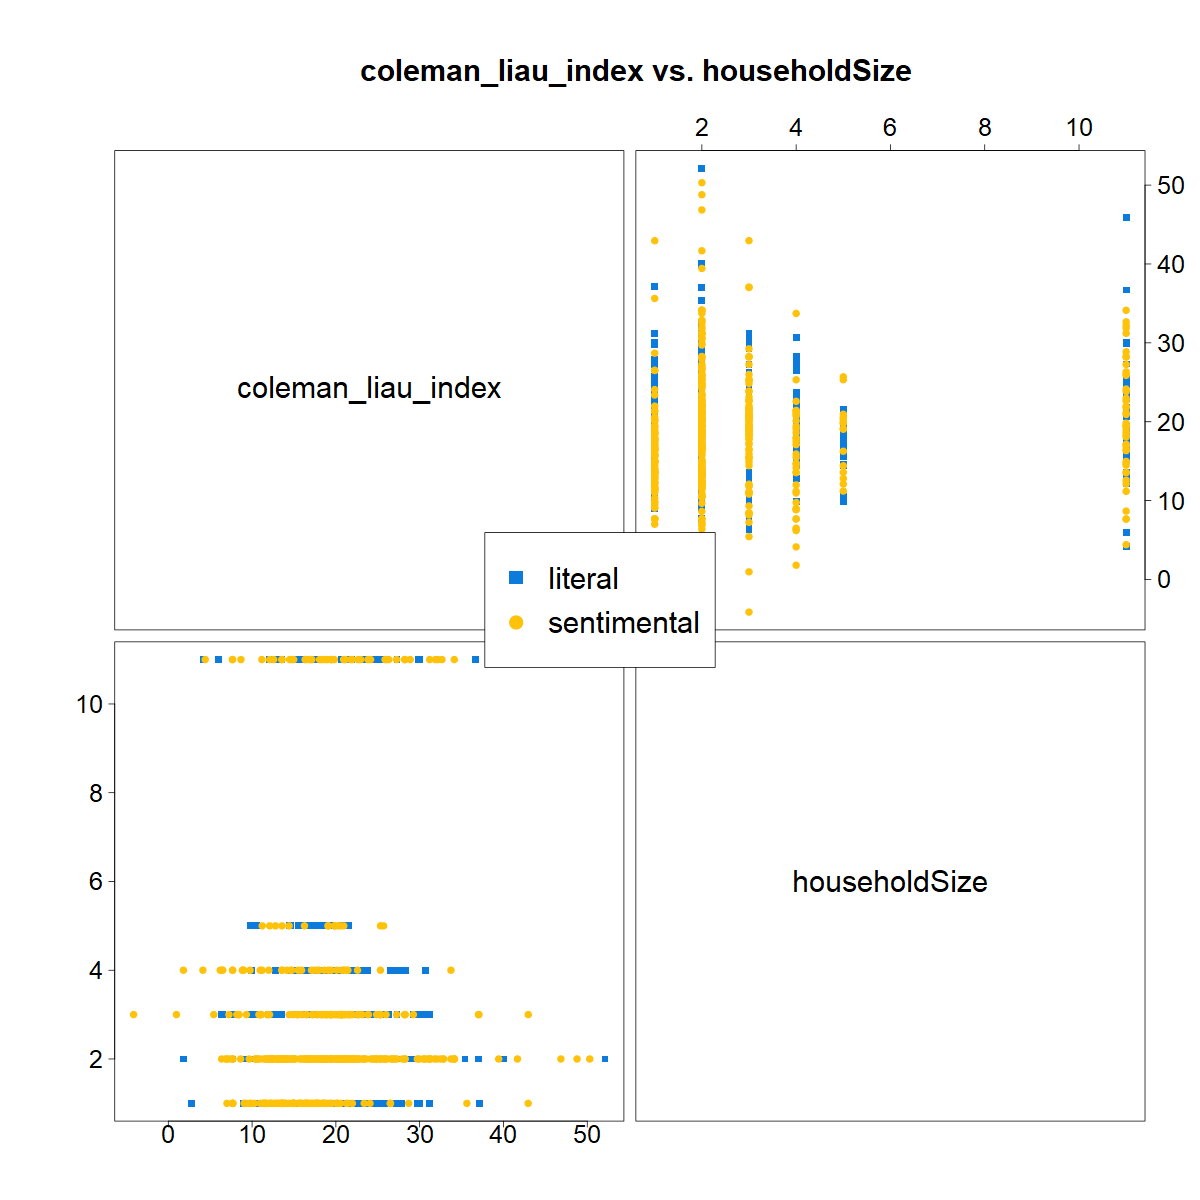 coleman_liau_index vs. householdSize
2 4 6 8 10
50
40
30
20
10
0
coleman_liau_index
literal
sentimental
10
8
6
4
2
householdSize
0 10 20 30 40 50